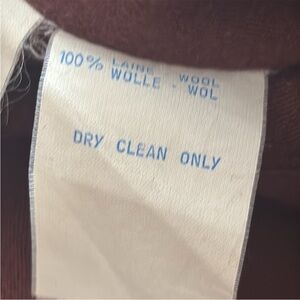 100% LAINE - WOOL
WOLLE - WOL
DRY CLEAN ONLY